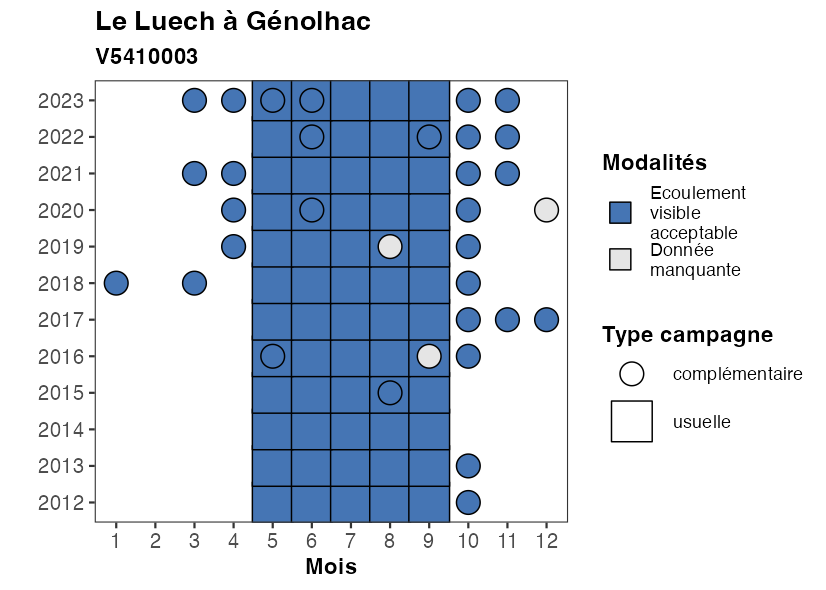 Le Luech à Génolhac
V5410003
2023
2022
2021
2020
2019
2018
2017
2016
2015
2014
2013
2012
1 2 3 4 5 6 7 8 9 10 11 12
Mois
Modalités
Ecoulement
visible
acceptable
Donnée
manquante
Type campagne
complémentaire
usuelle